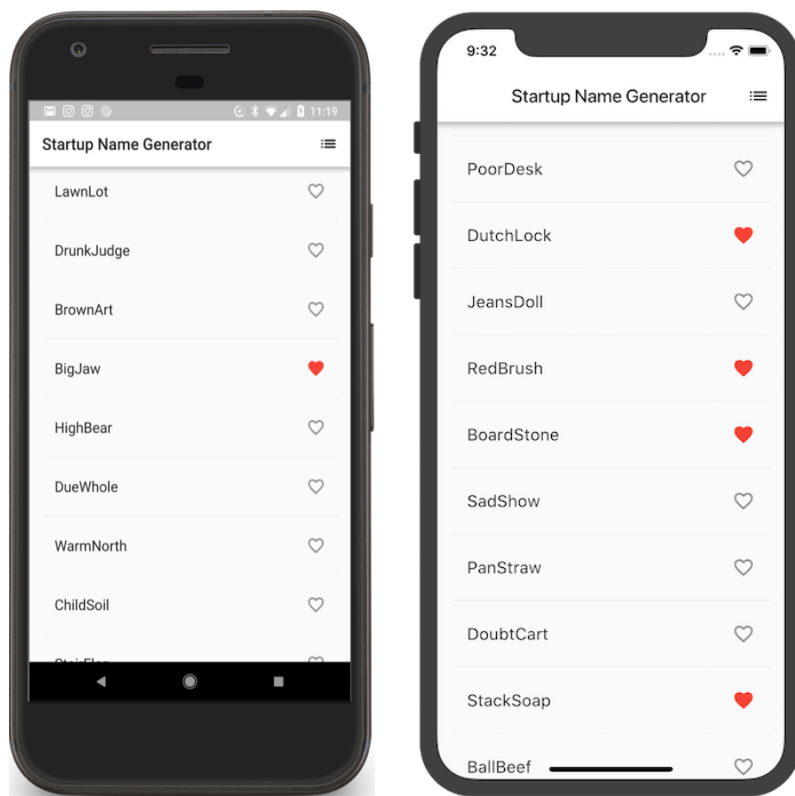 11:19
Startup Name Generator
LawnLot
DrunkJudge
BrownArt
BigJaw
HighBear
DueWhole
WarmNorth
ChildSoil
9:32
Startup Name Generator
PoorDesk
DutchLock
JeansDoll
RedBrush
BoardStone
SadShow
PanStraw
DoubtCart
StackSoap
BallBeef